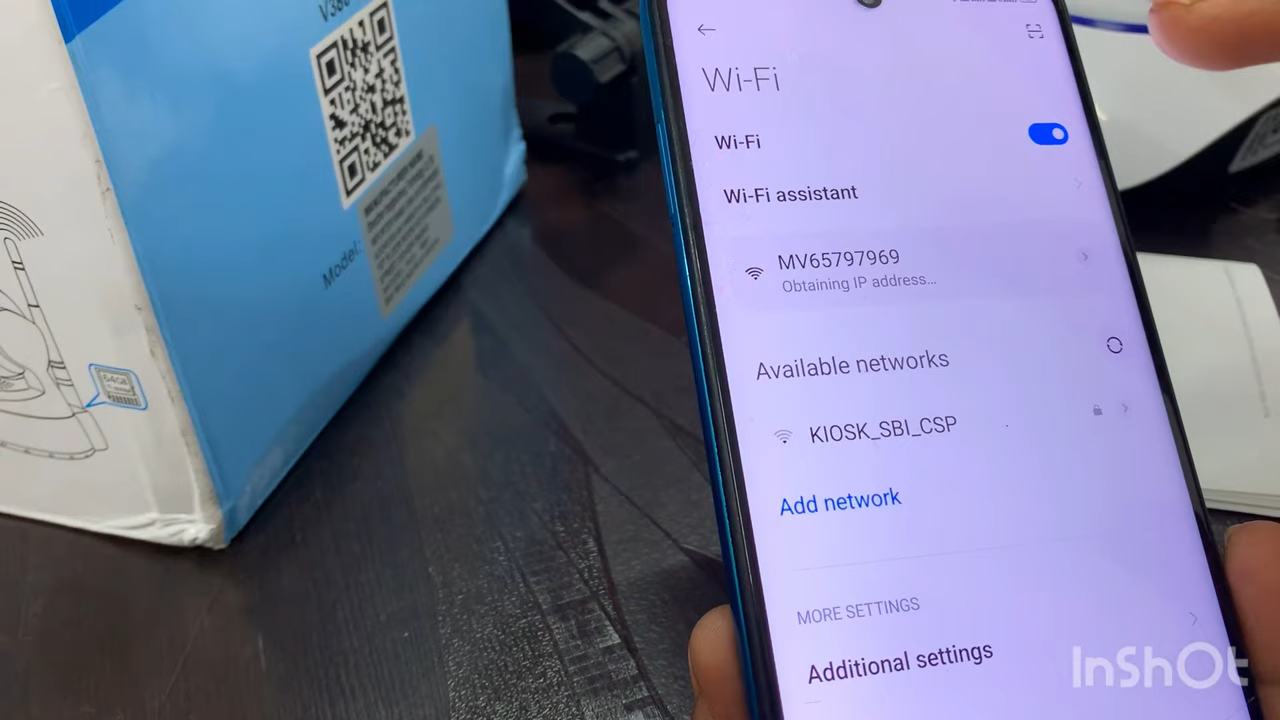 V380
Model:
64GB
Wi-Fi
Wi-Fi
Wi-Fi assistant
MV65797969
Obtaining IP address...
Available networks
KIOSK_SBI_CSP
Add network
MORE SETTINGS
Additional settings
InShOt